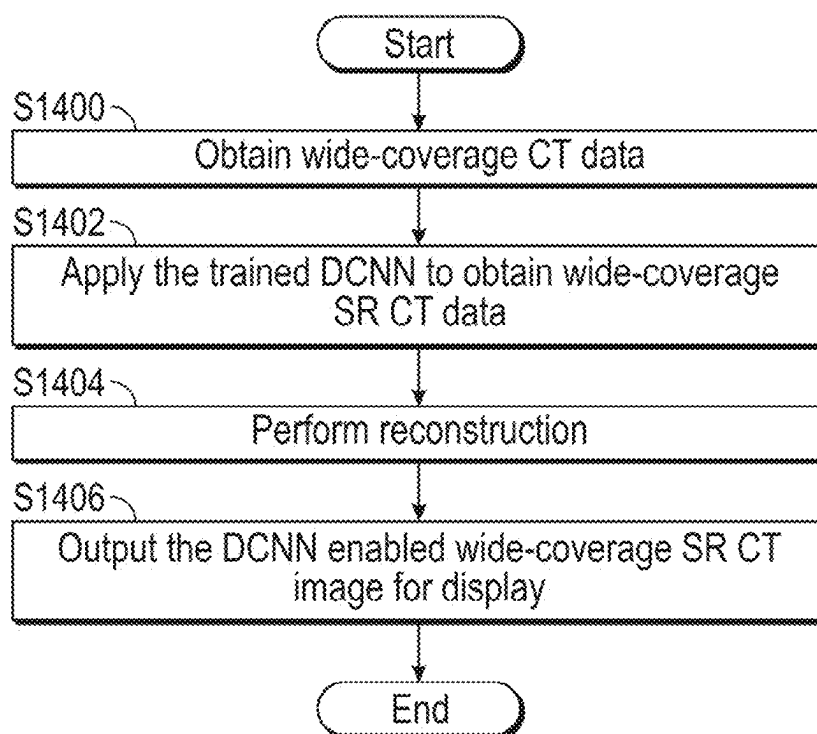 Start
S1400
Obtain wide-coverage CT data
S1402
Apply the trained DCNN to obtain wide-coverage
SR CT data
S1404
Perform reconstruction
S1406
Output the DCNN enabled wide-coverage SR CT
image for display
End